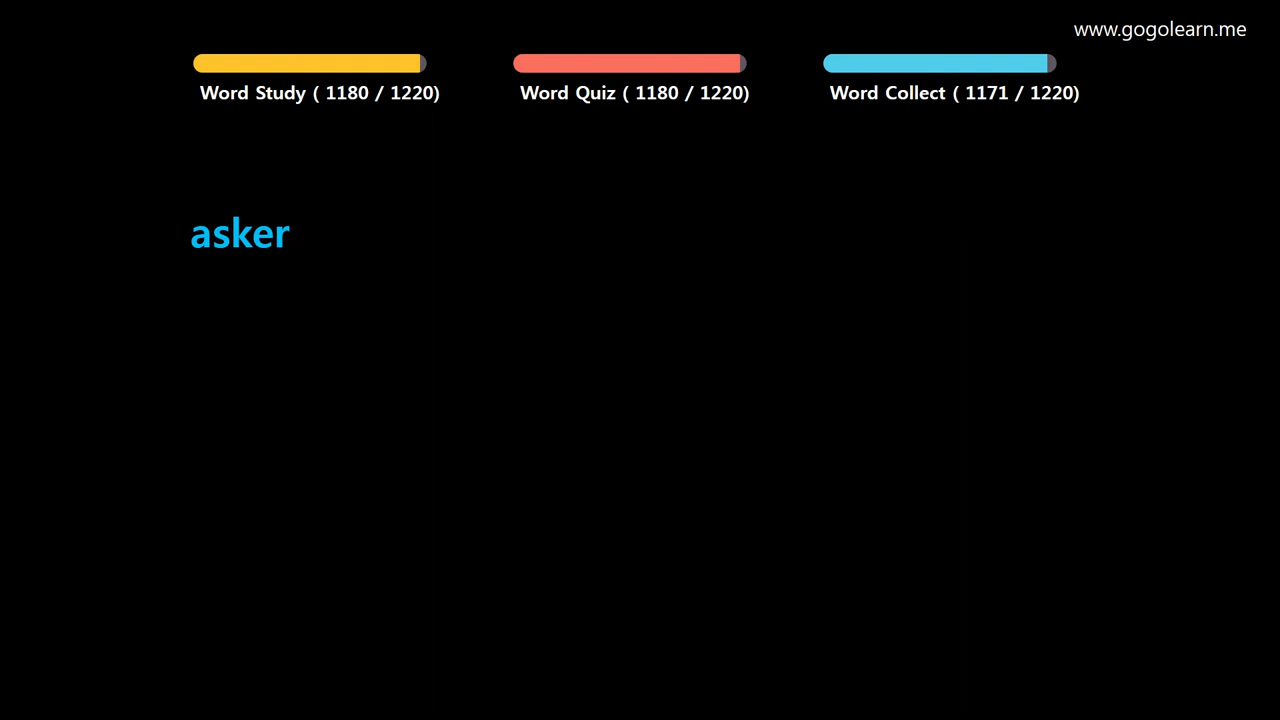 www.gogolearn.me
Word Study ( 1180 / 1220)
Word Quiz ( 1180 / 1220)
Word Collect ( 1171 / 1220)
asker